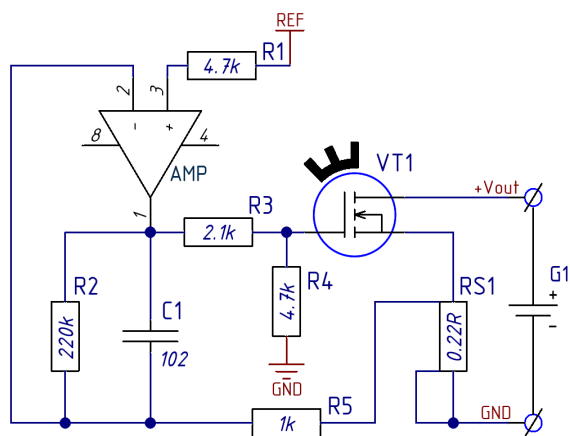 REF
R1
4.7k
2
3
-
+
8
4
AMP
1
VT1
+Vout
R3
2.1k
R2
220k
C1
102
R4
4.7k
GND
RS1
0.22R
G1
+
-
R5
1k
GND